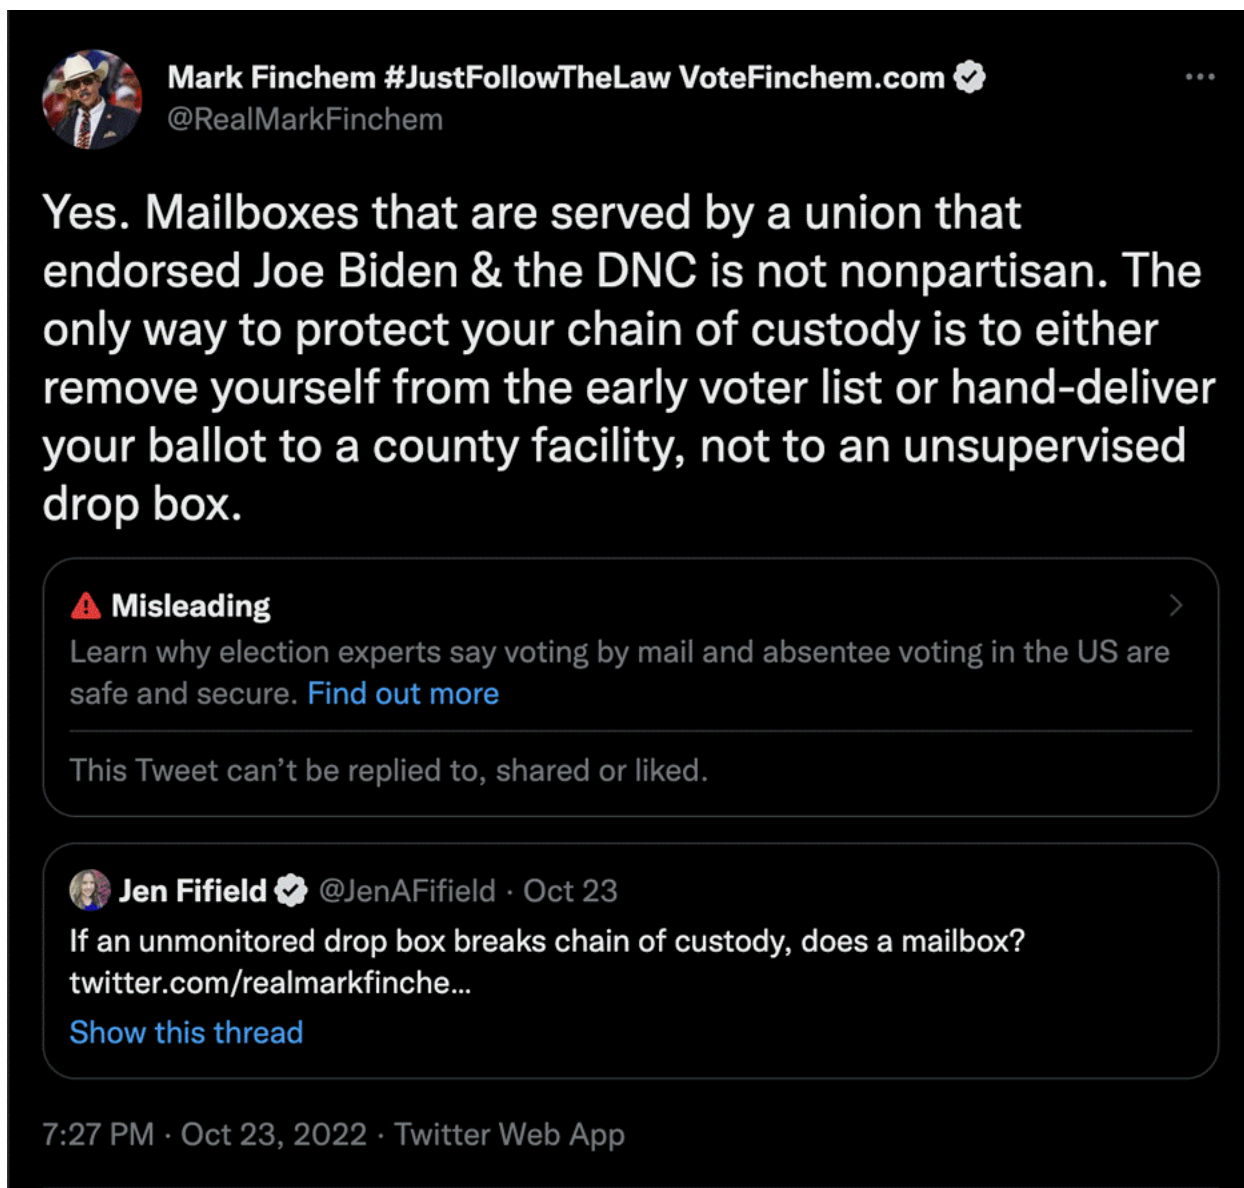 Mark Finchem #JustFollowTheLaw VoteFinchem.com
@RealMarkFinchem
Yes. Mailboxes that are served by a union that
endorsed Joe Biden & the DNC is not nonpartisan. The
only way to protect your chain of custody is to either
remove yourself from the early voter list or hand-deliver
your ballot to a county facility, not to an unsupervised
drop box.
Misleading
Learn why election experts say voting by mail and absentee voting in the US are
safe and secure. Find out more
This Tweet can’t be replied to, shared or liked.
Jen Fifield @JenAFifield · Oct 23
If an unmonitored drop box breaks chain of custody, does a mailbox?
twitter.com/realmarkfinche…
Show this thread
7:27 PM · Oct 23, 2022 · Twitter Web App